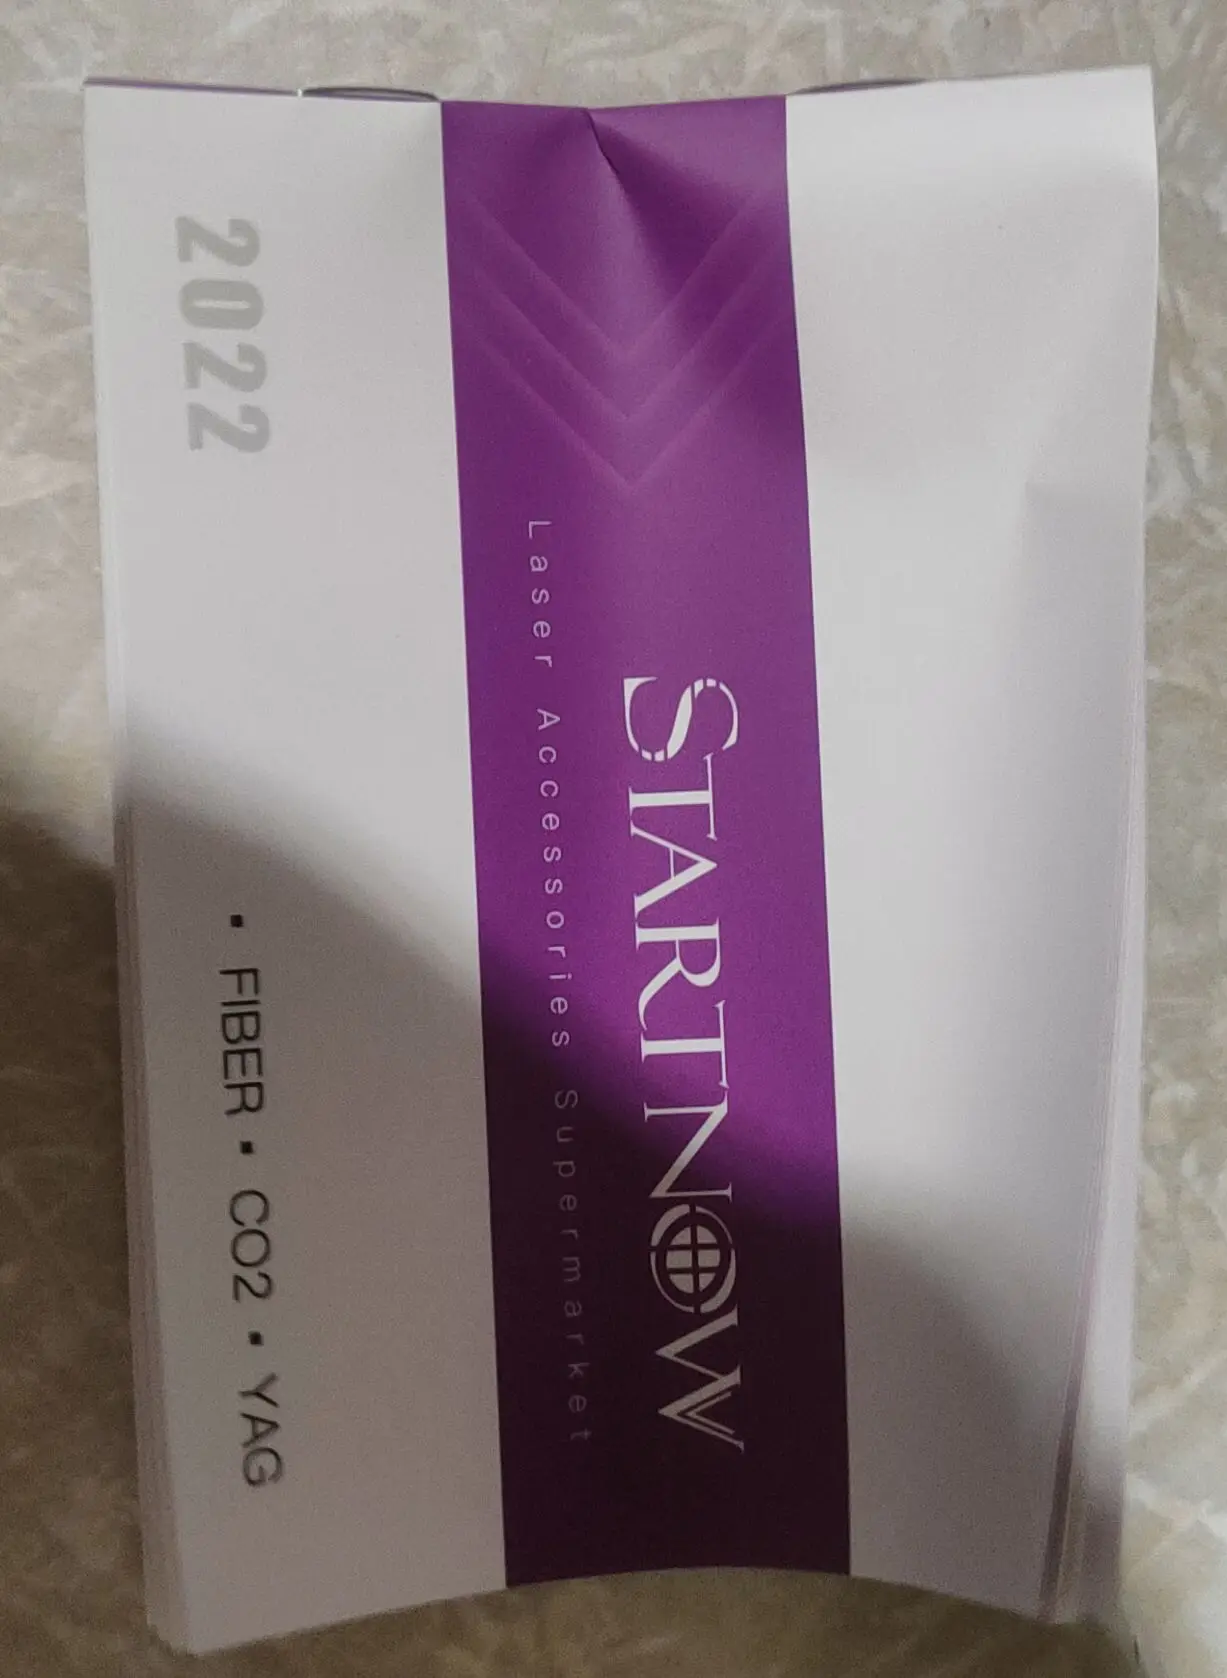 STARTNOW
Laser Accessories Supermarket
2022
• FIBER • CO2 • YAG